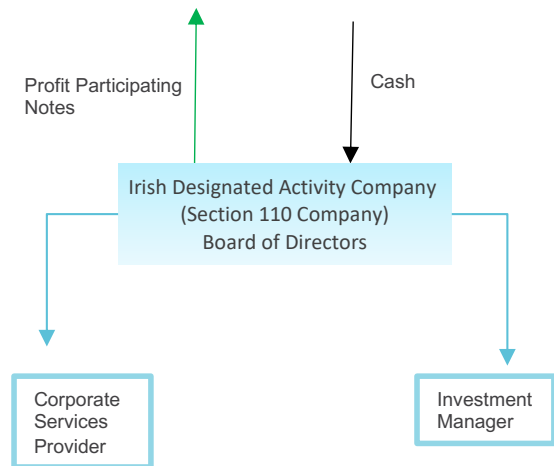 Profit Participating
Notes
Cash
Irish Designated Activity Company
(Section 110 Company)
Board of Directors
Corporate
Services
Provider
Investment
Manager